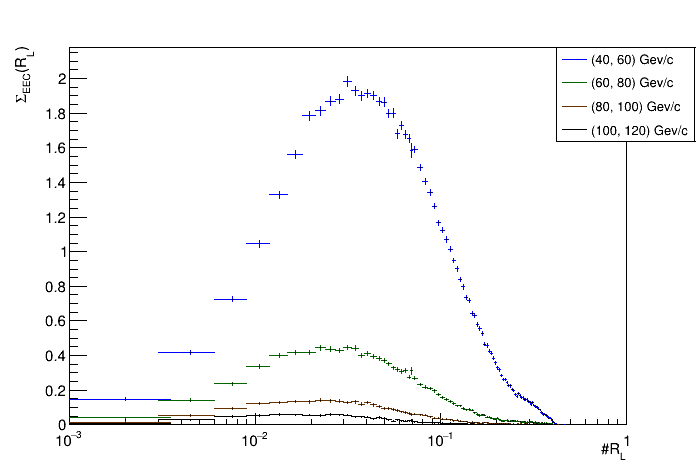 Σ_EEC(R_L)
2
1.8
1.6
1.4
1.2
1
0.8
0.6
0.4
0.2
0
10⁻³
10⁻²
10⁻¹
1
#R_L
(40, 60) Gev/c
(60, 80) Gev/c
(80, 100) Gev/c
(100, 120) Gev/c